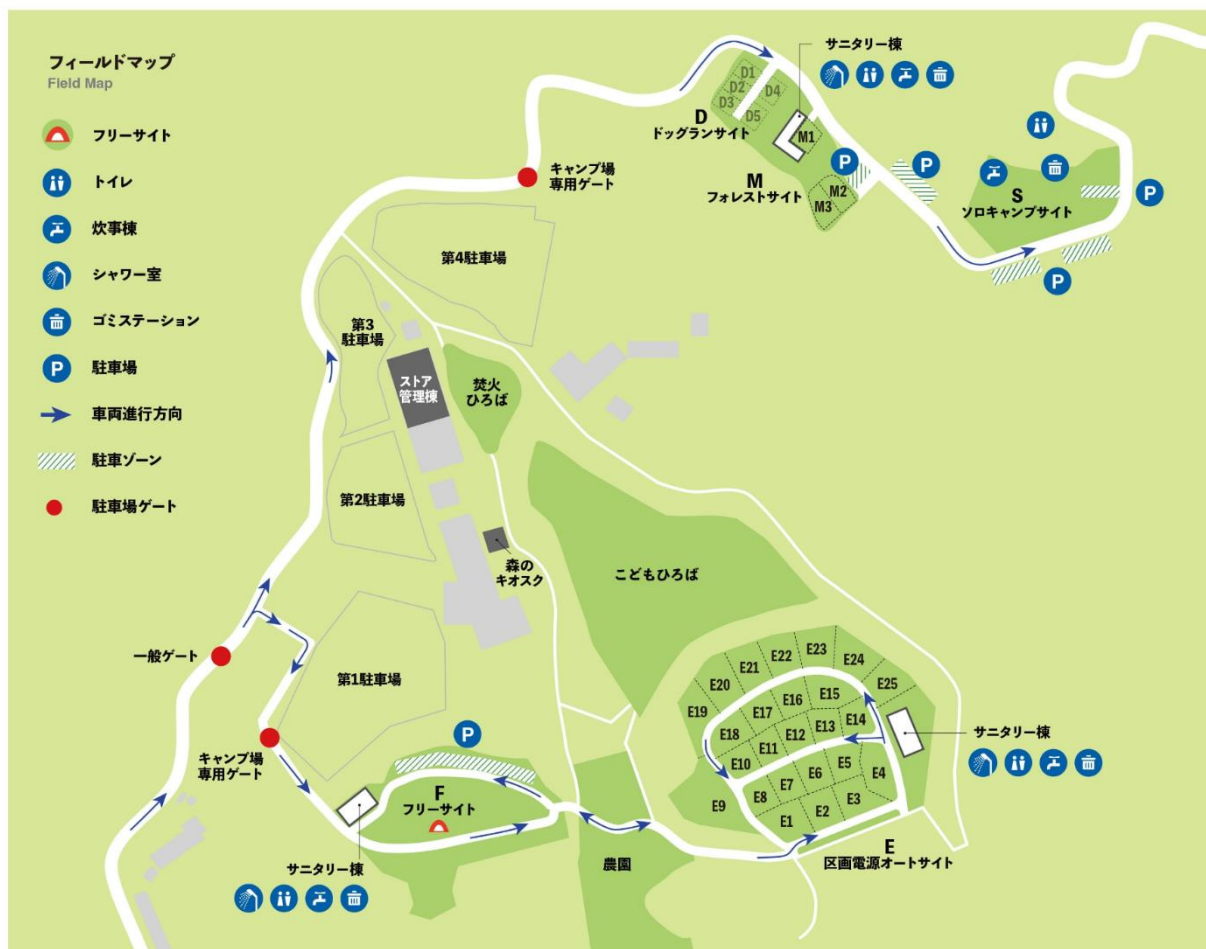 フィールドマップ
Field Map
フリーサイト
トイレ
炊事棟
シャワー室
ゴミステーション
P
駐車場
車両進行方向
駐車ゾーン
駐車場ゲート
サニタリー棟
D1
D2
D3
D4
D5
D
ドッグランサイト
M1
P
P
M
フォレストサイト
M2
M3
S
ソロキャンプサイト
P
P
キャンプ場
専用ゲート
第4駐車場
第3
駐車場
ストア
管理棟
焚火
ひろば
第2駐車場
森の
キオスク
こどもひろば
一般ゲート
第1駐車場
キャンプ場
専用ゲート
P
F
フリーサイト
サニタリー棟
農園
E19
E20
E21
E22
E23
E24
E25
E18
E17
E16
E15
E14
E13
E12
E11
E10
E9
E8
E7
E6
E5
E4
E1
E2
E3
サニタリー棟
E
区画電源オートサイト